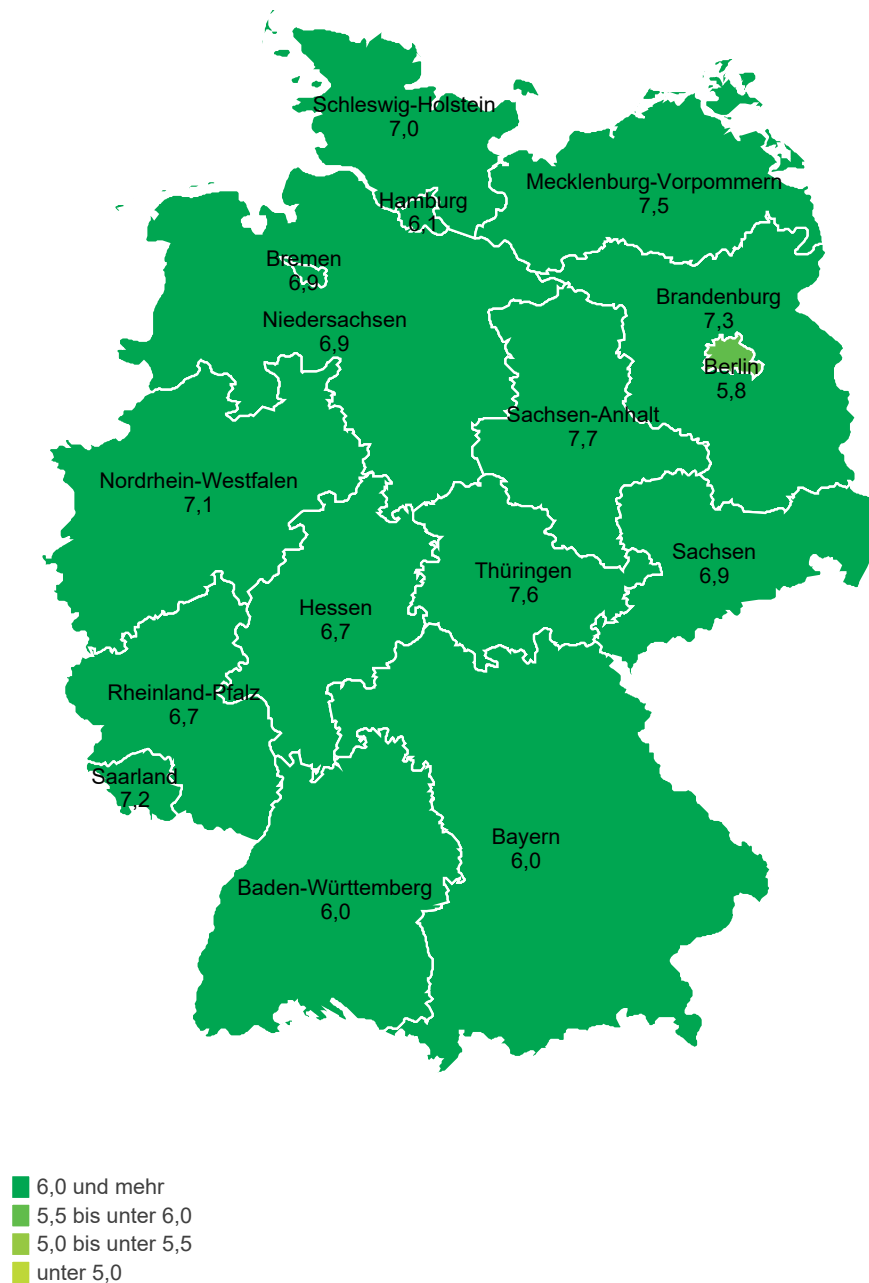 Schleswig-Holstein
7,0
Mecklenburg-Vorpommern
7,5
Hamburg
6,1
Bremen
6,9
Brandenburg
7,3
Niedersachsen
6,9
Berlin
5,8
Sachsen-Anhalt
7,7
Nordrhein-Westfalen
7,1
Sachsen
6,9
Thüringen
7,6
Hessen
6,7
Rheinland-Pfalz
6,7
Saarland
7,2
Bayern
6,0
Baden-Württemberg
6,0
6,0 und mehr
5,5 bis unter 6,0
5,0 bis unter 5,5
unter 5,0